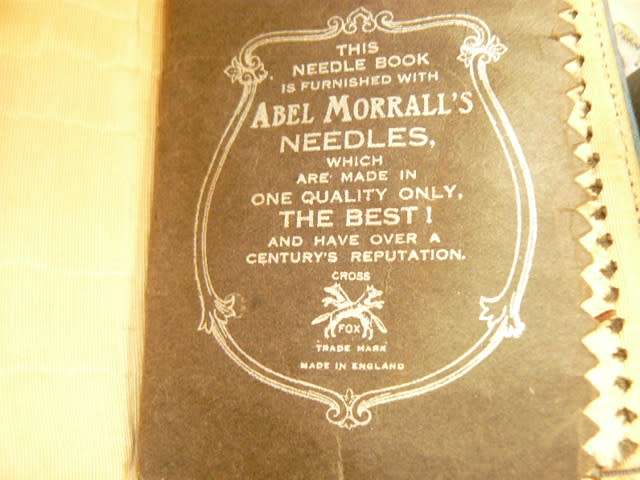 THIS
NEEDLE BOOK
IS FURNISHED WITH
ABEL MORRALL'S
NEEDLES,
WHICH
ARE MADE IN
ONE QUALITY ONLY,
THE BEST!
AND HAVE OVER A
CENTURY'S REPUTATION.
CROSS
FOX
"TRADE MARK"
MADE IN ENGLAND